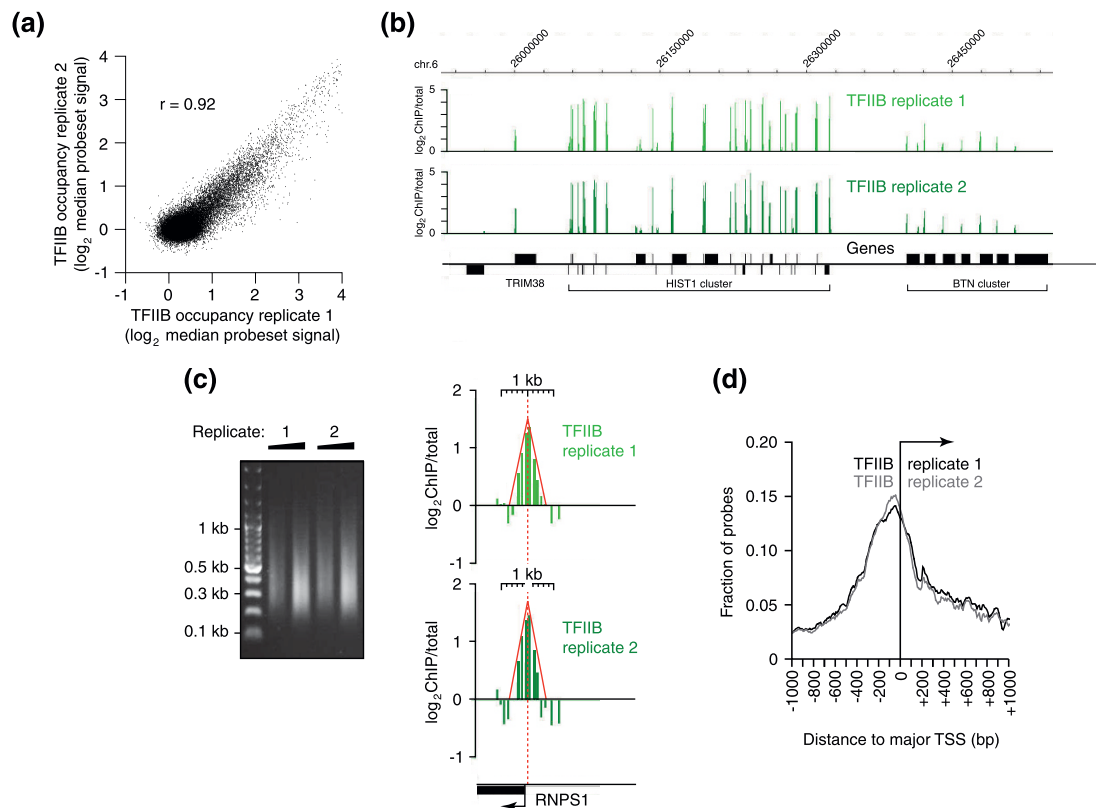 (a)
TFIIB occupancy replicate 2
(log2 median probeset signal)
4
3
2
1
0
-1
r = 0.92
-1
0
1
2
3
4
TFIIB occupancy replicate 1
(log2 median probeset signal)
(b)
chr.6
26000000
26150000
26300000
26450000
log2 ChIP/total
5
0
TFIIB replicate 1
log2 ChIP/total
5
0
TFIIB replicate 2
Genes
TRIM38
HIST1 cluster
BTN cluster
(c)
Replicate:
1
2
1 kb
0.5 kb
0.3 kb
0.1 kb
1 kb
log2ChIP/total
2
1
0
-1
TFIIB
replicate 1
1 kb
log2ChIP/total
2
1
0
-1
TFIIB
replicate 2
RNPS1
(d)
Fraction of probes
0.20
0.15
0.10
0.05
0
TFIIB replicate 1
TFIIB replicate 2
-1000
-800
-600
-400
-200
0
+200
+400
+600
+800
+1000
Distance to major TSS (bp)